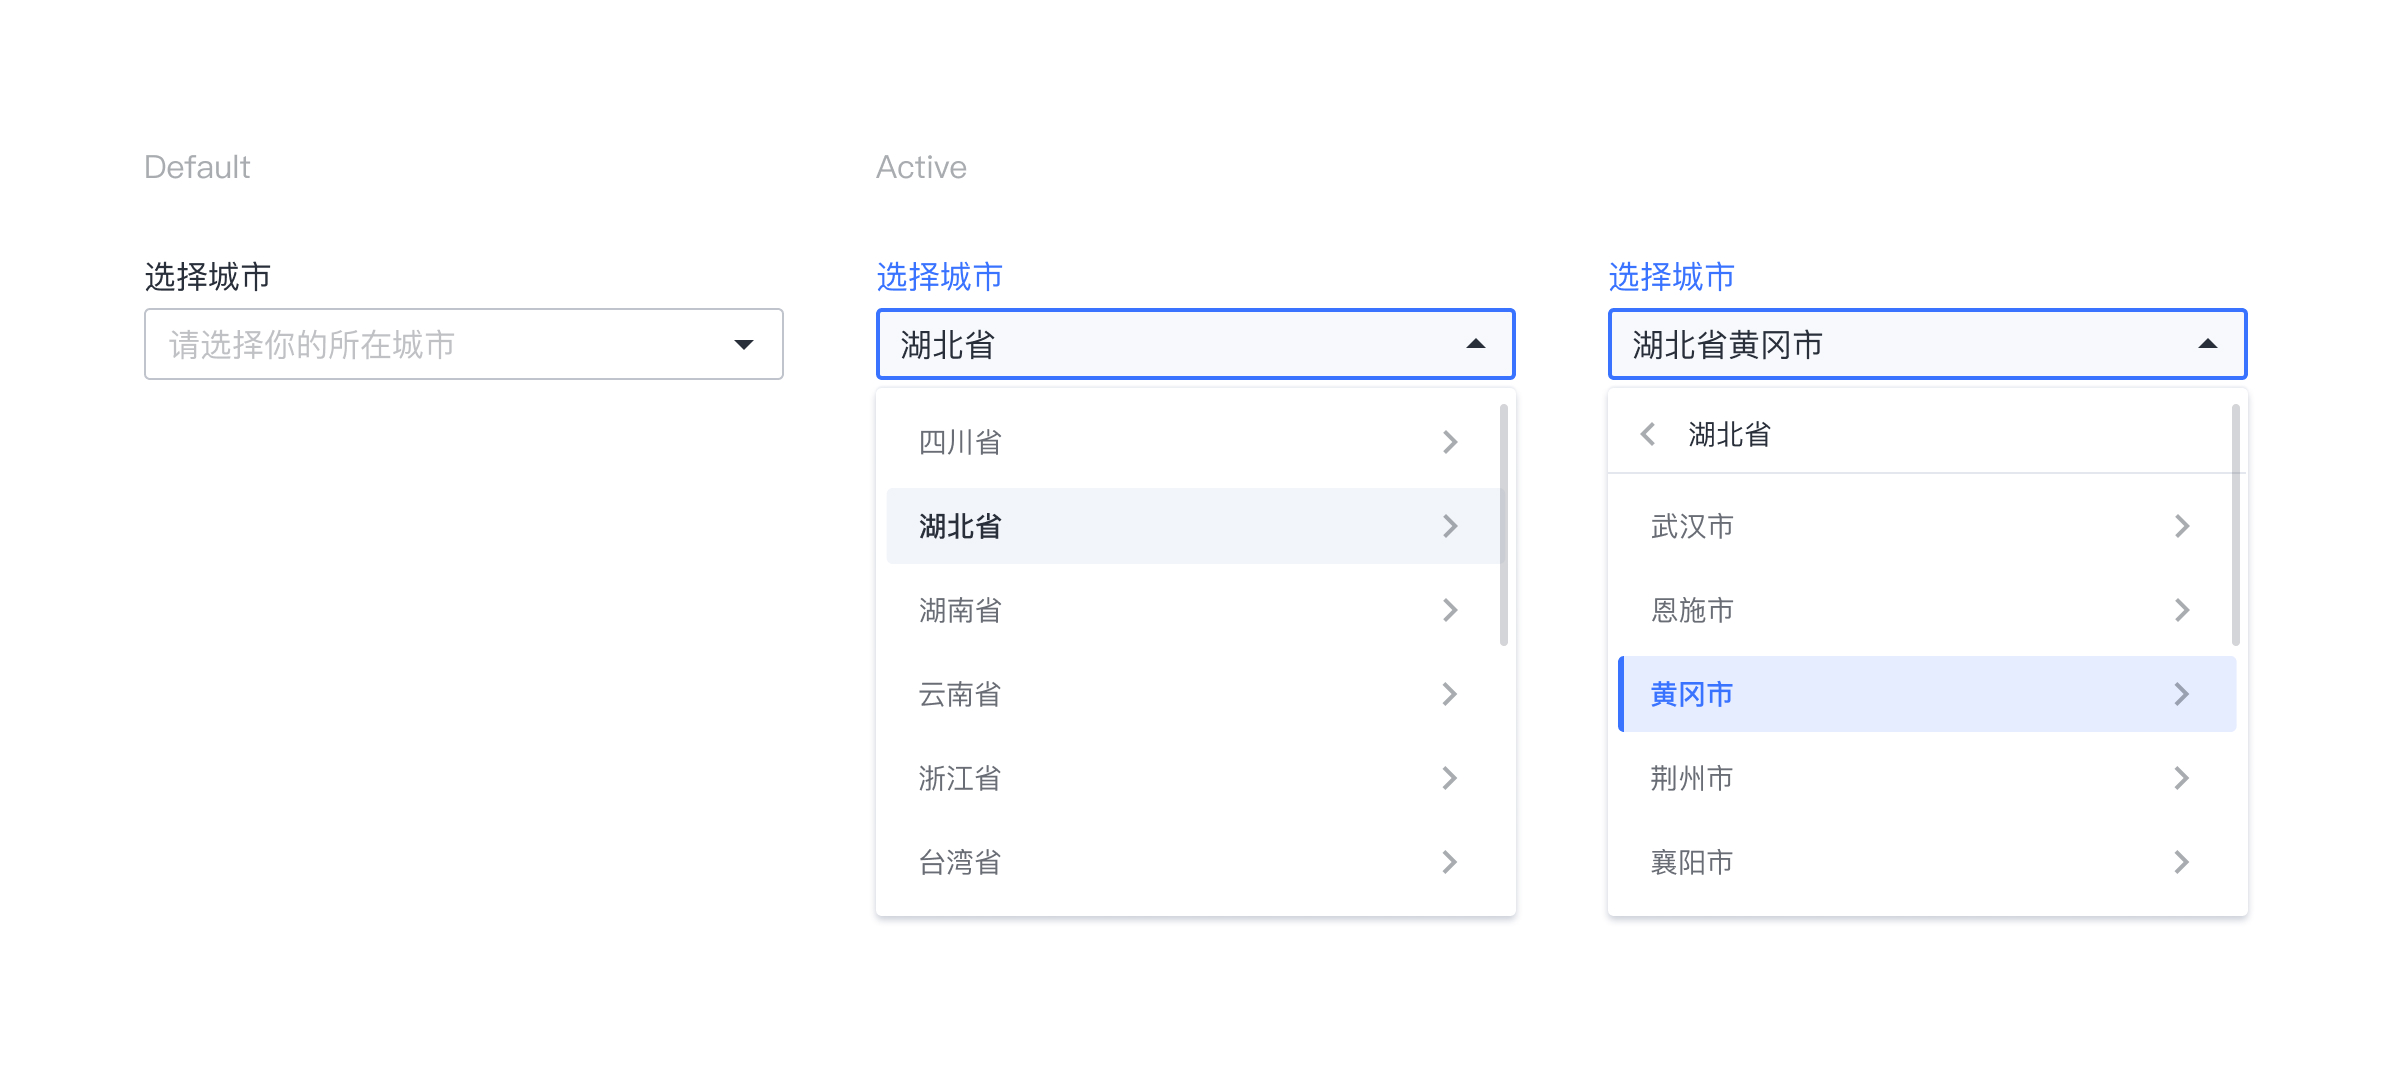 Default
选择城市
请选择你的所在城市
Active
选择城市
湖北省
四川省
湖北省
湖南省
云南省
浙江省
台湾省
选择城市
湖北省黄冈市
湖北省
武汉市
恩施市
黄冈市
荆州市
襄阳市